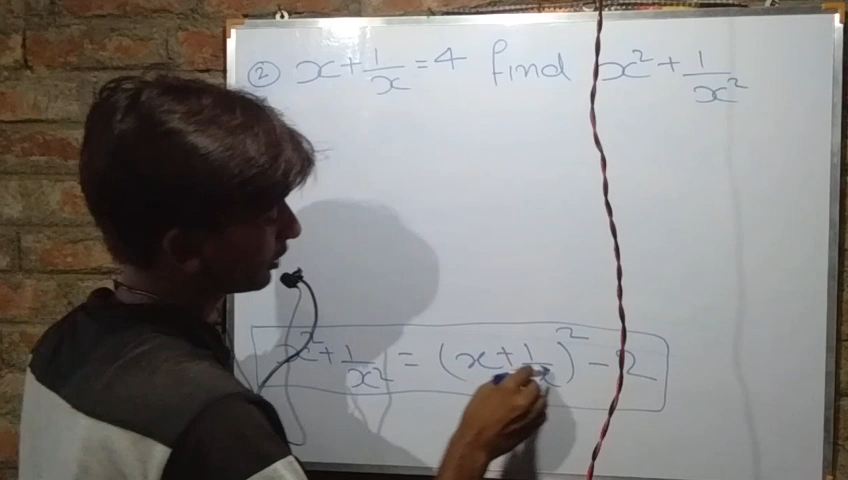 ② x + 1/x = 4 find x² + 1/x²
x² + 1/x² = (x + 1/x)² - 2